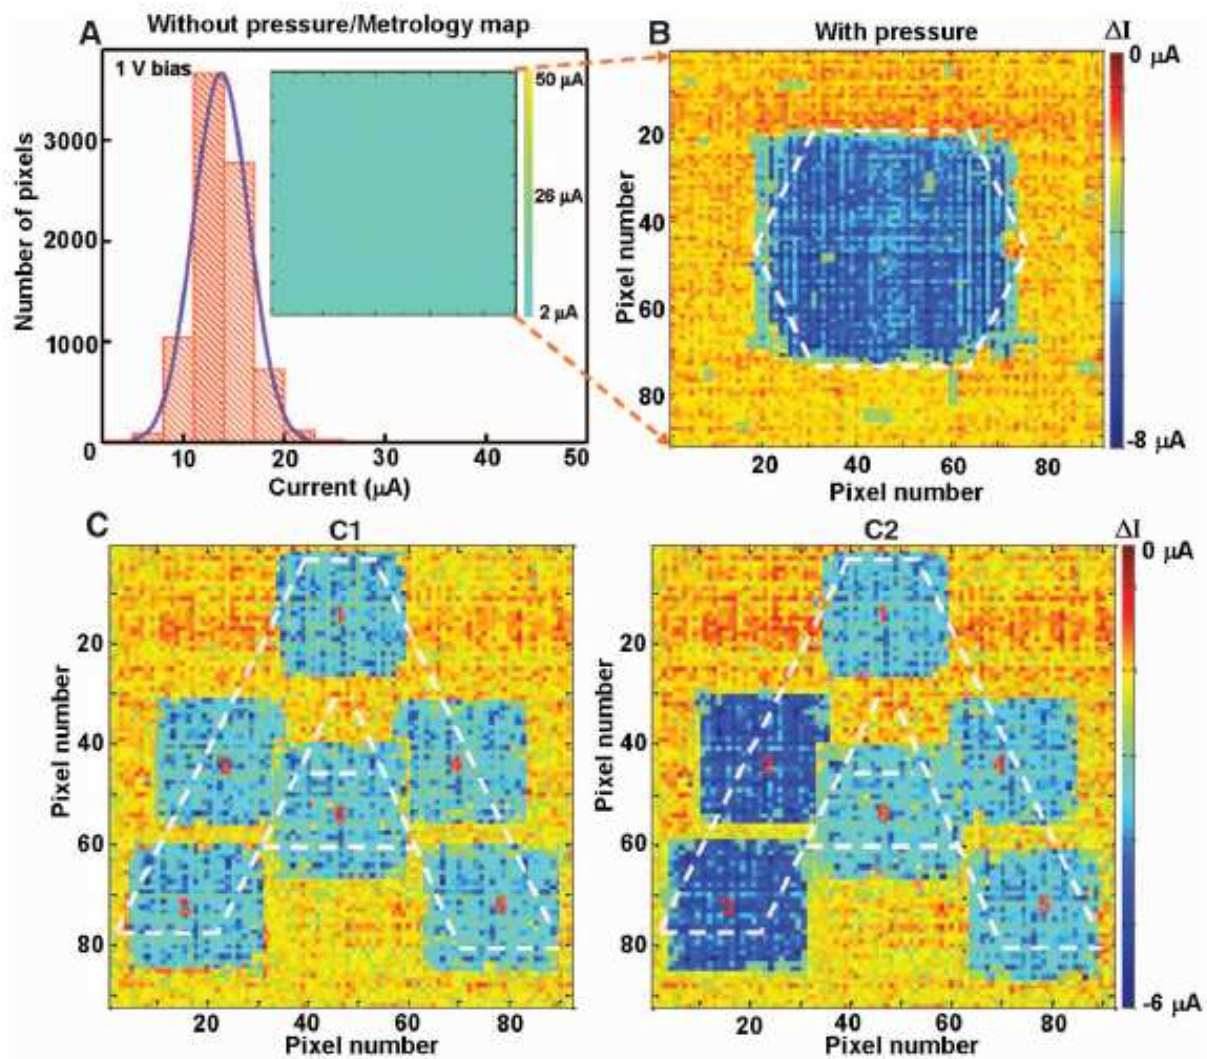 A Without pressure/Metrology map
1 V bias
50 μA
26 μA
2 μA
Number of pixels
3000
2000
1000
0
10 20 30 40 50
Current (μA)
B With pressure ΔI
0 μA
-8 μA
Pixel number
20
40
60
80
20 40 60 80
Pixel number
C C1
Pixel number
20
40
60
80
1
5
20 40 60 80
Pixel number
C2 ΔI
0 μA
-6 μA
Pixel number
20
40
60
80
1
5
20 40 60 80
Pixel number